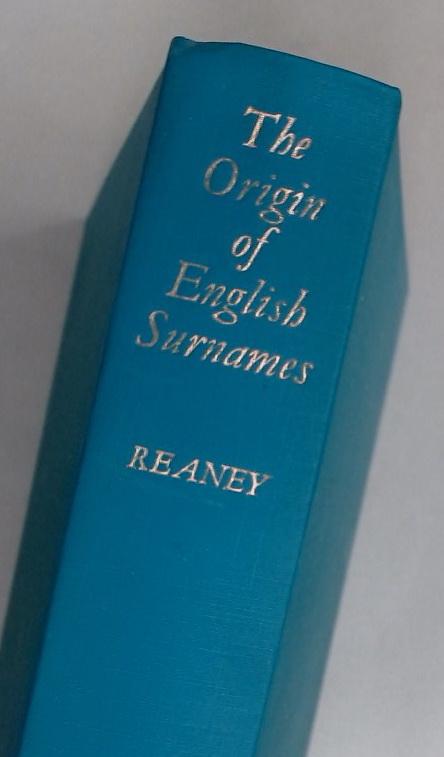 The
Origin
of
English
Surnames
REANEY